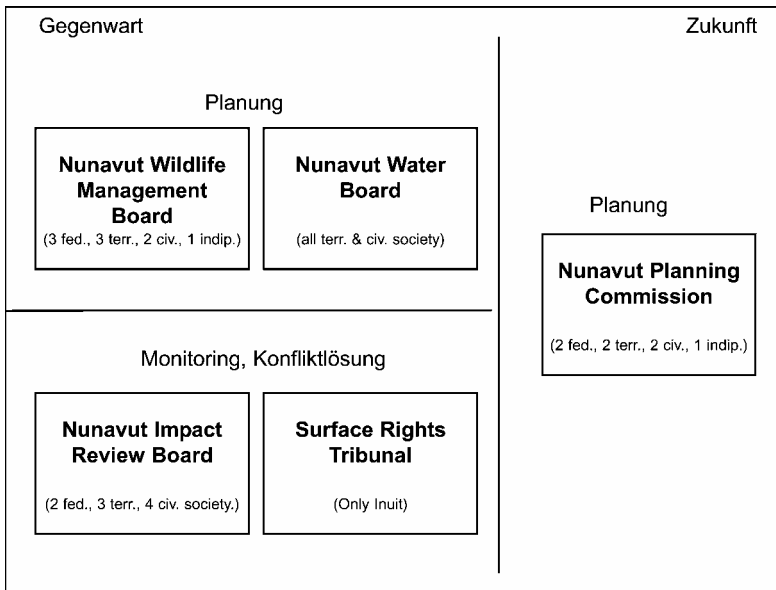 Gegenwart
Zukunft
Planung
Nunavut Wildlife
Management
Board
(3 fed., 3 terr., 2 civ., 1 indip.)
Nunavut Water
Board
(all terr. & civ. society)
Planung
Nunavut Planning
Commission
(2 fed., 2 terr., 2 civ., 1 indip.)
Monitoring, Konfliktlösung
Nunavut Impact
Review Board
(2 fed., 3 terr., 4 civ. society.)
Surface Rights
Tribunal
(Only Inuit)